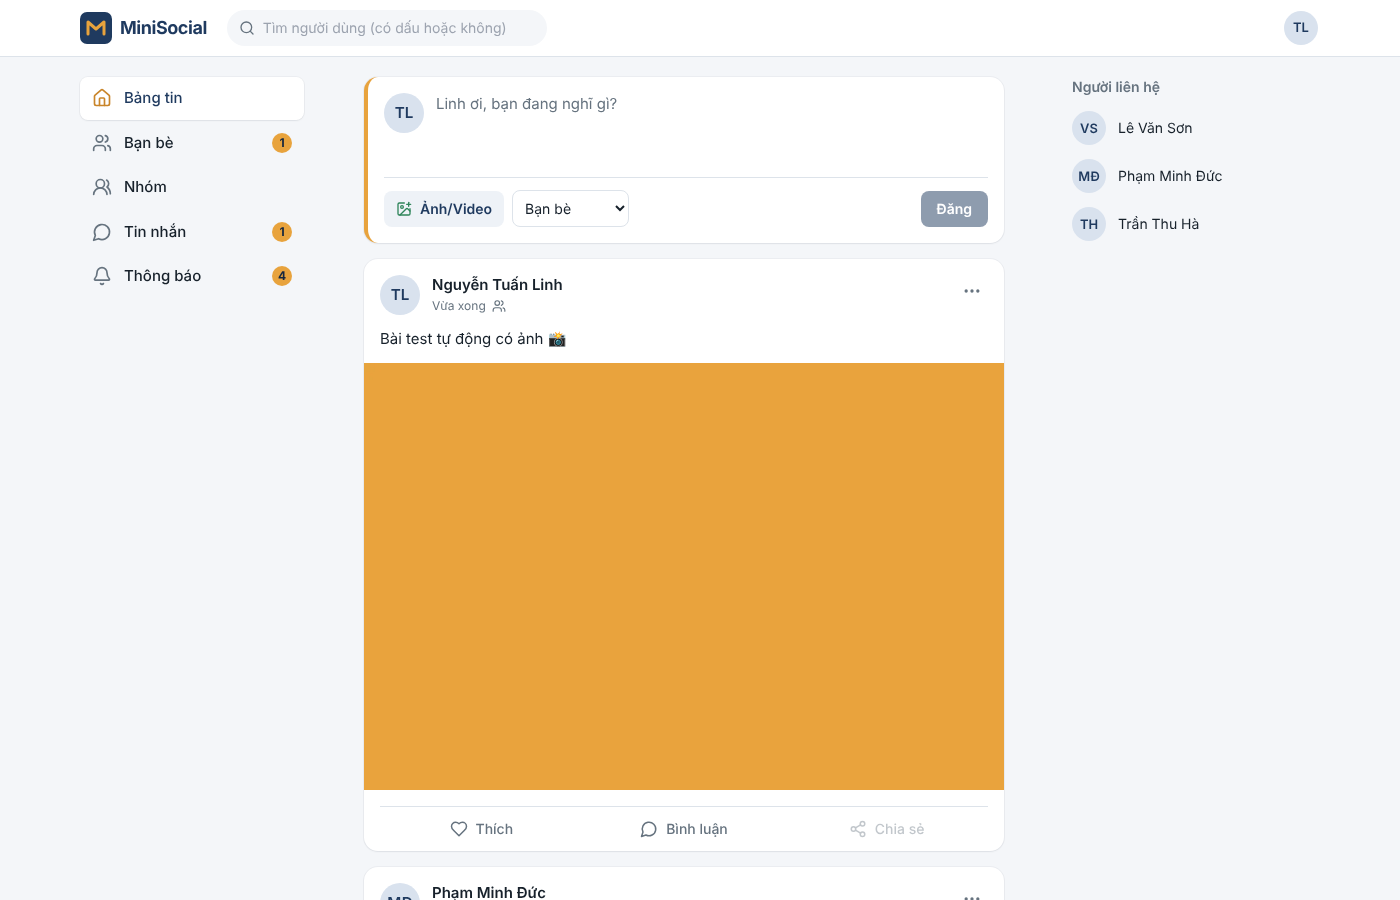 MiniSocial
Tìm người dùng (có dấu hoặc không)
TL
Bảng tin
Bạn bè
1
Nhóm
Tin nhắn
1
Thông báo
4
TL
Linh ơi, bạn đang nghĩ gì?
Ảnh/Video
Bạn bè
Đăng
TL
Nguyễn Tuấn Linh
Vừa xong
Bài test tự động có ảnh 📸
Thích
Bình luận
Chia sẻ
MĐ
Phạm Minh Đức
Người liên hệ
VS
Lê Văn Sơn
MĐ
Phạm Minh Đức
TH
Trần Thu Hà